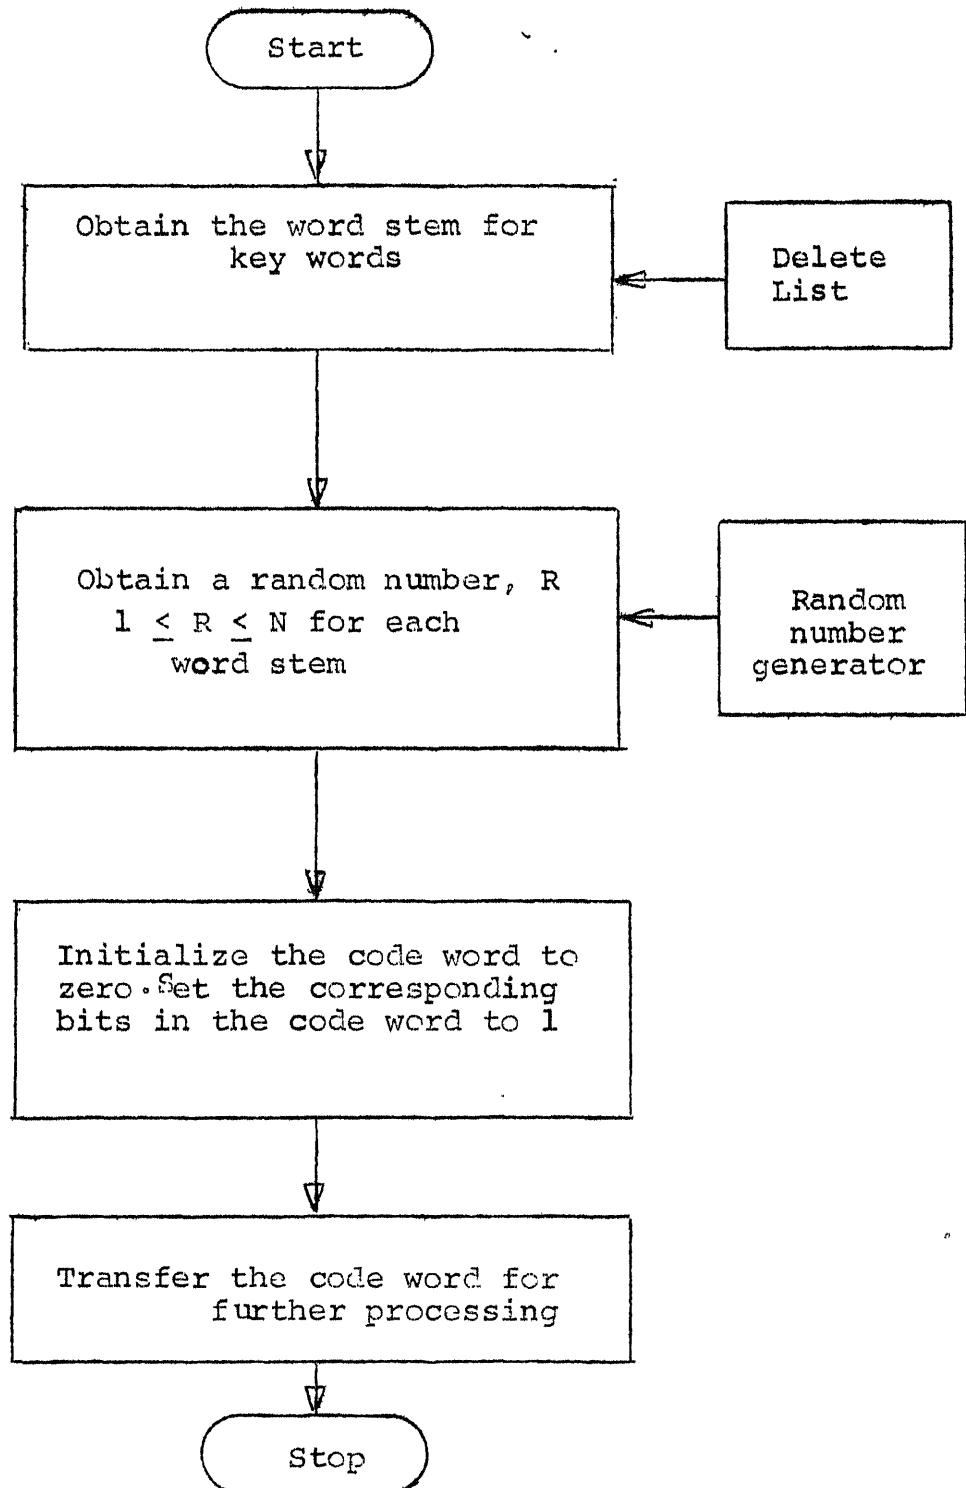 Start
Obtain the word stem for
key words
Delete
List
Obtain a random number, R
1 ≤ R ≤ N for each
word stem
Random
number
generator
Initialize the code word to
zero. Set the corresponding
bits in the code word to 1
Transfer the code word for
further processing
Stop